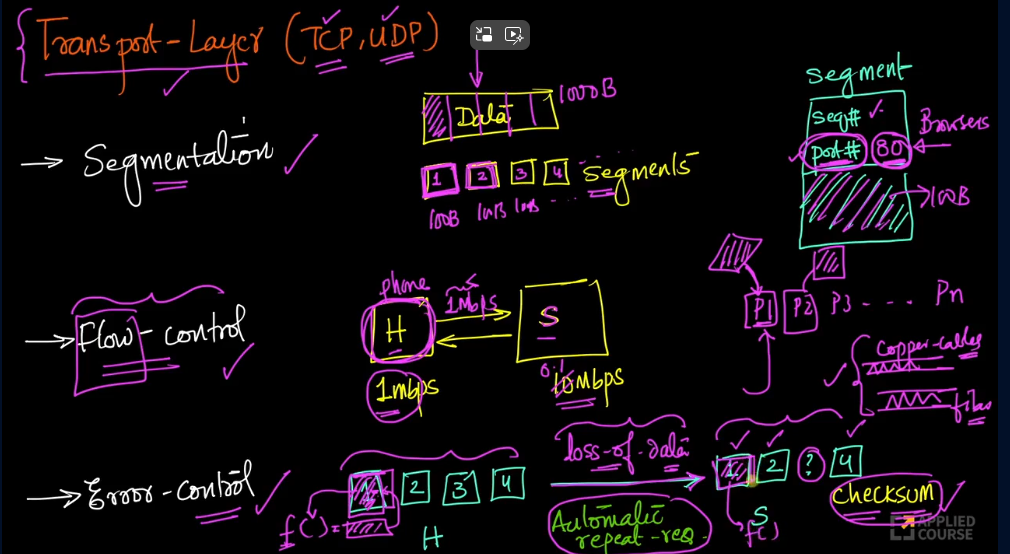 Transport-Layer (TCP, UDP)
→ Segmentation
Data
1000B
1 2 3 4 Segments
100B 100B 100B ...
Segment
Seq#
port# 80
Browsers
100B
P1 P2 P3 - - - - Pn
→ Flow-control
phone
H
1Mbps
S
1mbps
10Mbps
Copper-cables
fiber
→ Error-control
1 2 3 4
f( ) =
H
loss-of-data
Automatic
repeat-req.
1 2 ? 4
S
f( )
checksum
APPLIED
COURSE